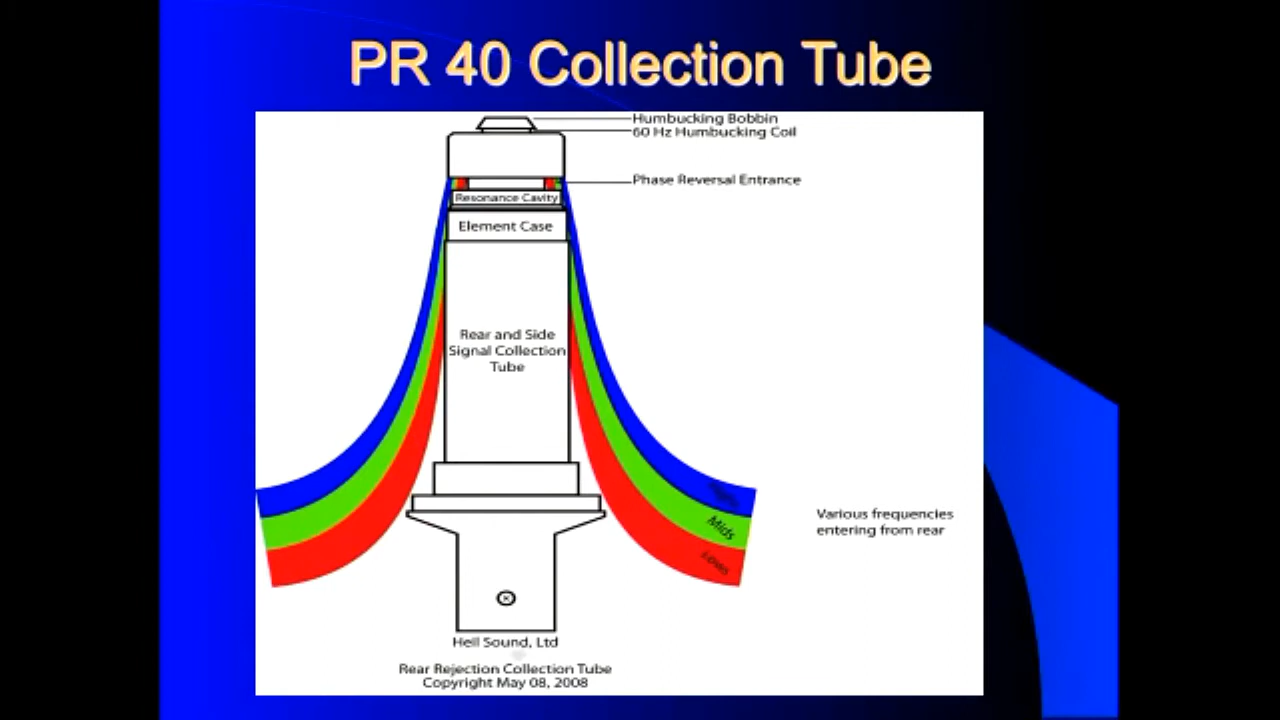 PR 40 Collection Tube
Humbucking Bobbin
60 Hz Humbucking Coil
Phase Reversal Entrance
Resonance Cavity
Element Case
Rear and Side
Signal Collection
Tube
Mids
Lows
Various frequencies
entering from rear
Heil Sound, Ltd
Rear Rejection Collection Tube
Copyright May 08, 2008